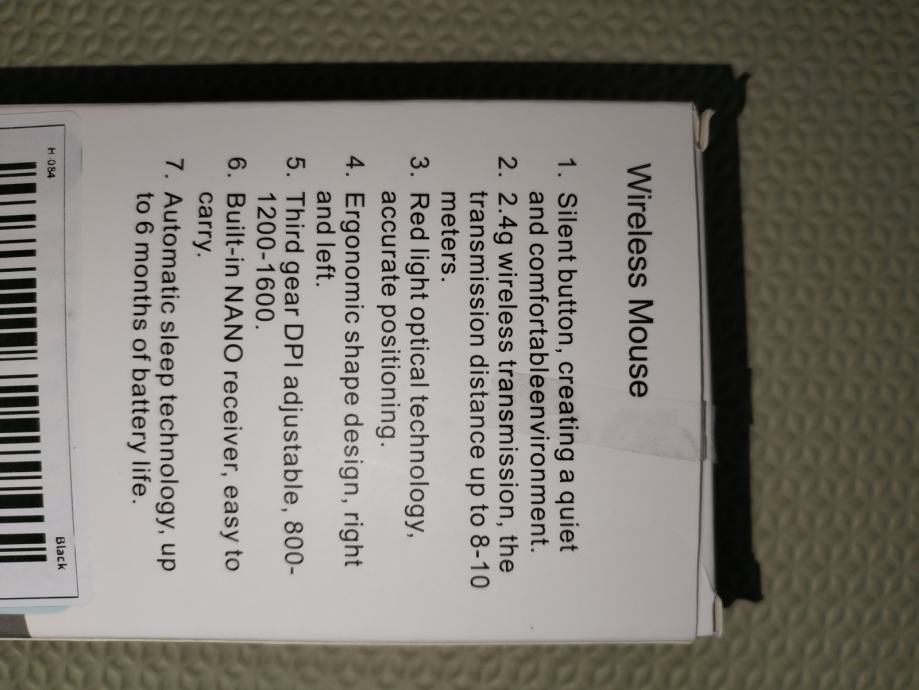 Wireless Mouse
1. Silent button, creating a quiet
and comfortableenvironment.
2. 2.4g wireless transmission, the
transmission distance up to 8-10
meters.
3. Red light optical technology,
accurate positioning.
4. Ergonomic shape design, right
and left.
5. Third gear DPI adjustable, 800-
1200-1600.
6. Built-in NANO receiver, easy to
carry.
7. Automatic sleep technology, up
to 6 months of battery life.
H-084
Black